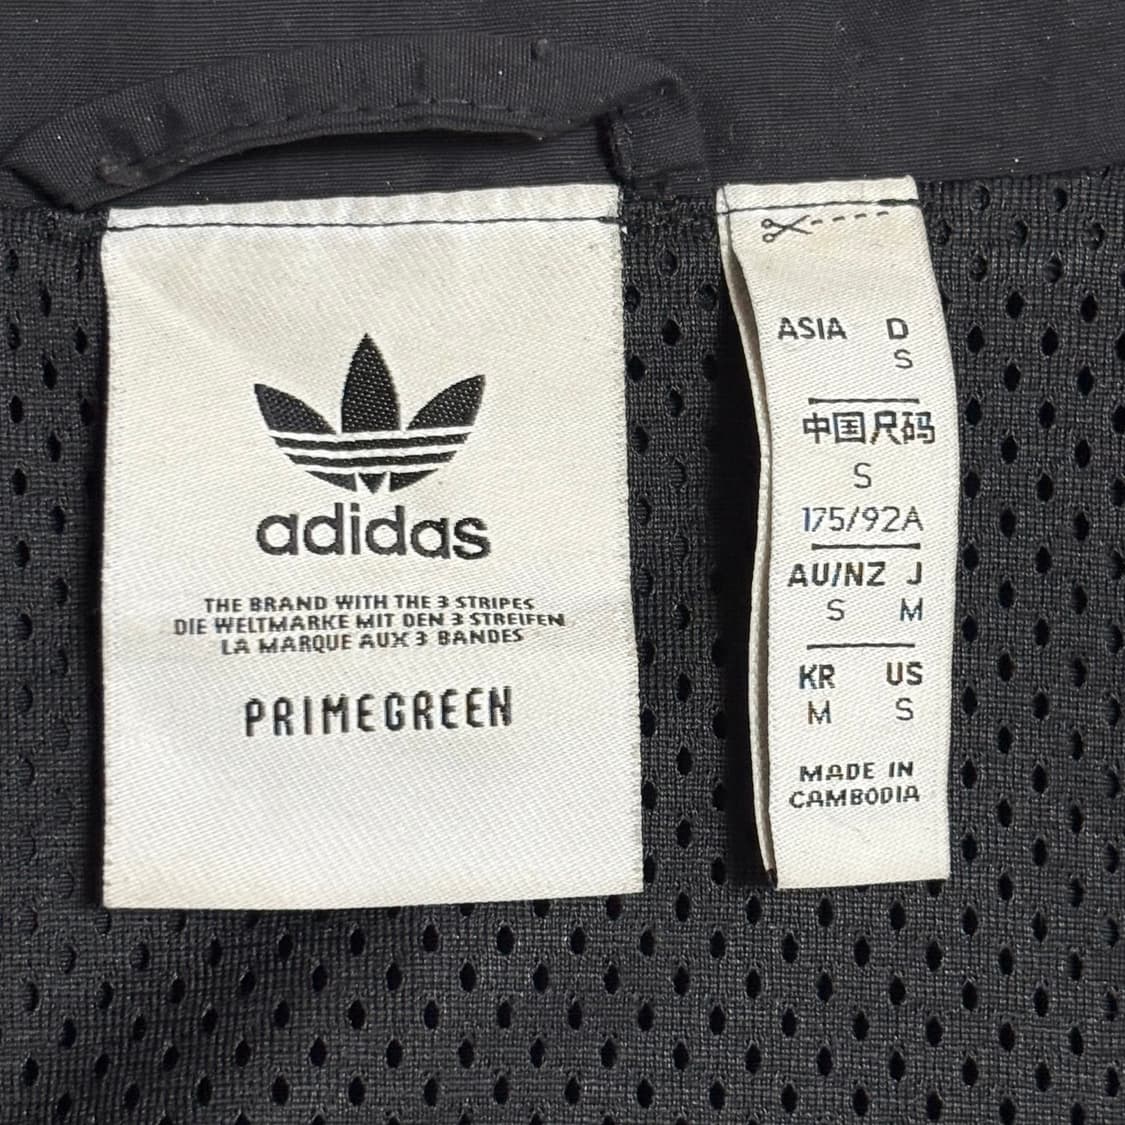 adidas
THE BRAND WITH THE 3 STRIPES
DIE WELTMARKE MIT DEN 3 STREIFEN
LA MARQUE AUX 3 BANDES
PRIMEGREEN
ASIA D
S
中国尺码
S
175/92A
AU/NZ J
S M
KR US
M S
MADE IN
CAMBODIA